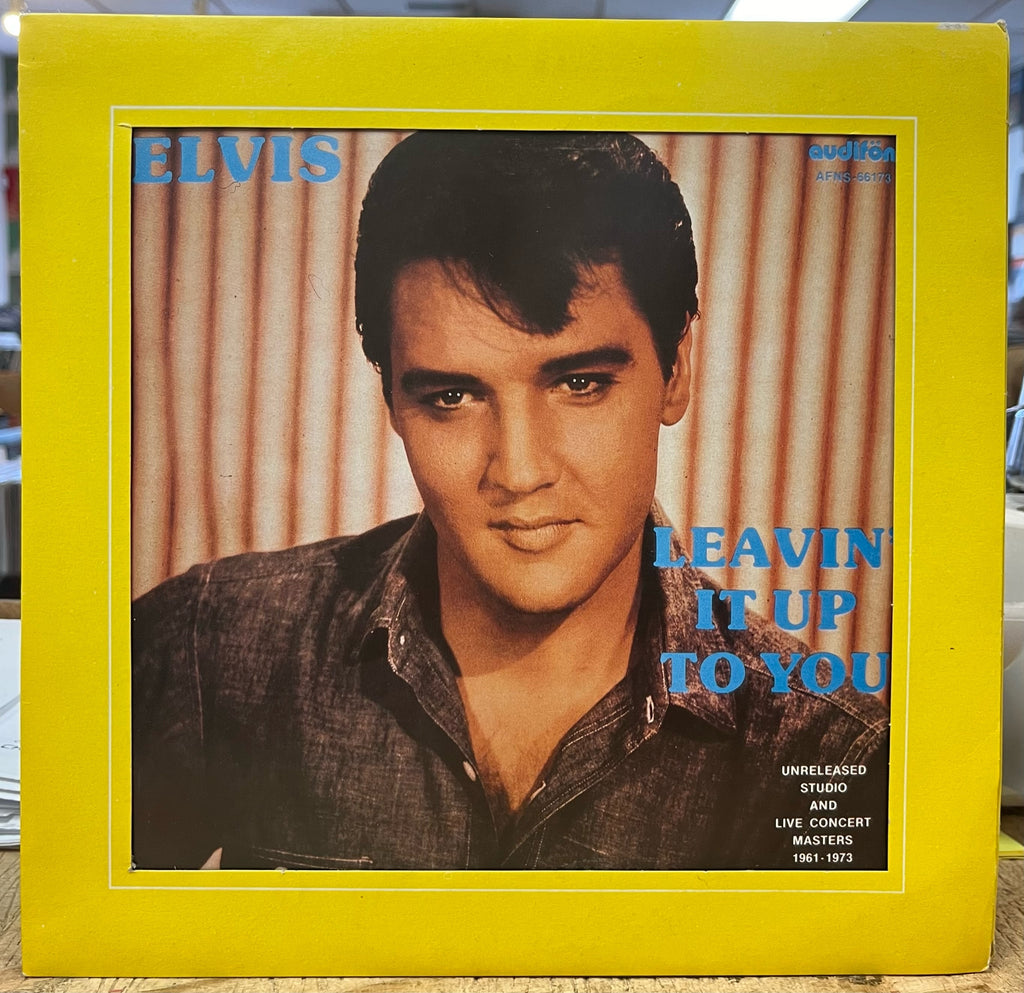 ELVIS
audifön
AFNS-66173
LEAVIN'
IT UP
TO YOU
UNRELEASED
STUDIO
AND
LIVE CONCERT
MASTERS
1961-1973